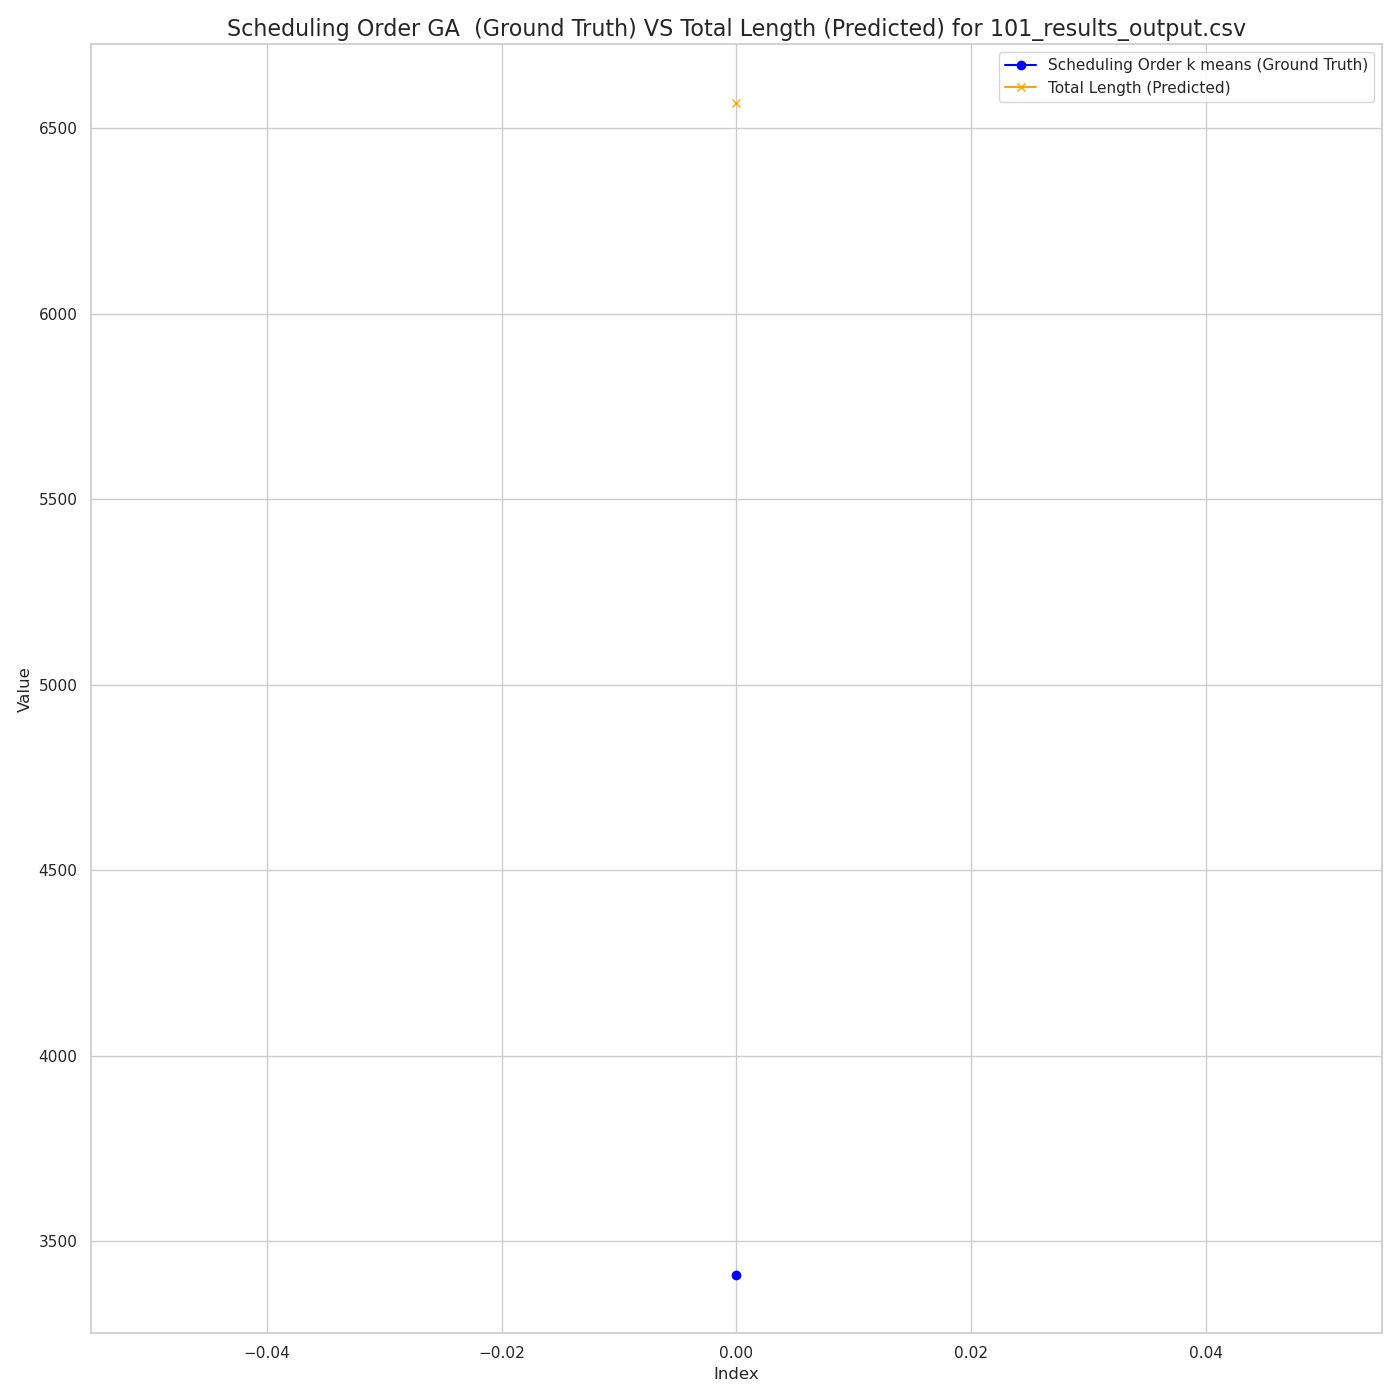 Scheduling Order GA  (Ground Truth) VS Total Length (Predicted) for 101_results_output.csv
Scheduling Order k means (Ground Truth)
Total Length (Predicted)
6500
6000
5500
5000
4500
4000
3500
Value
−0.04
−0.02
0.00
0.02
0.04
Index